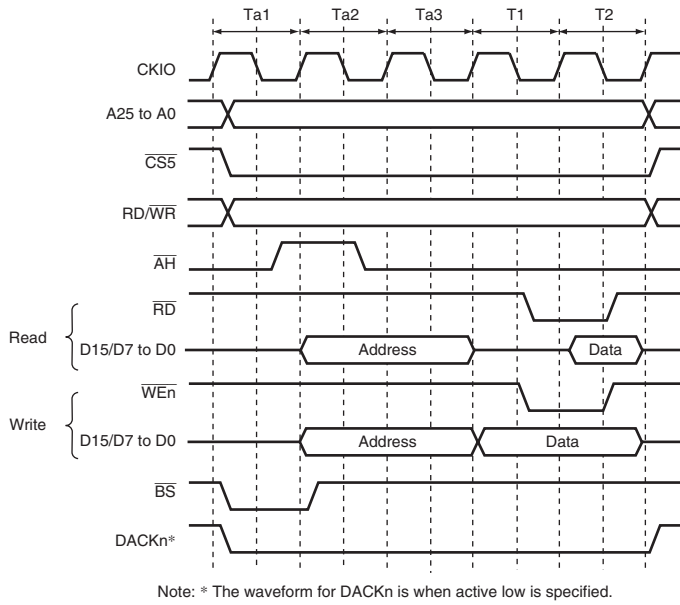 Ta1 Ta2 Ta3 T1 T2
CKIO
A25 to A0
CS5
RD/WR
AH
RD
Read
D15/D7 to D0 Address Data
WEn
Write
D15/D7 to D0 Address Data
BS
DACKn*
Note: * The waveform for DACKn is when active low is specified.